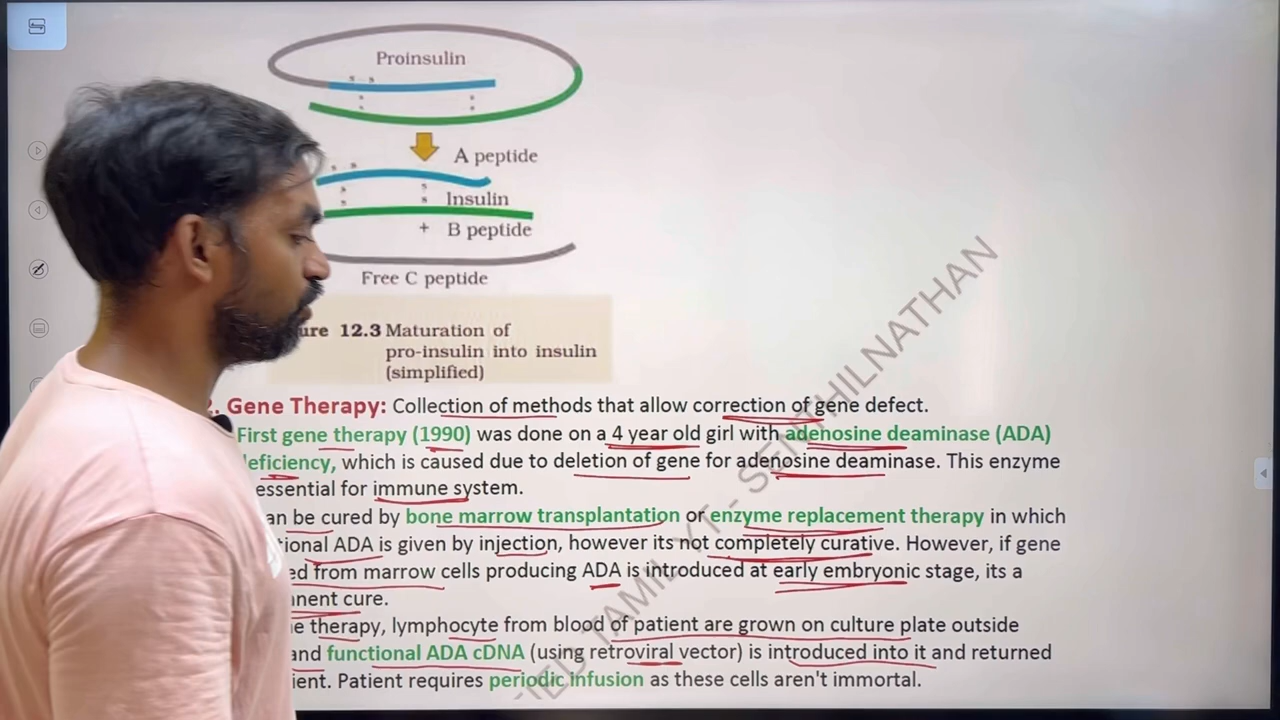 Proinsulin
s s
A peptide
Insulin
+ B peptide
Free C peptide
12.3 Maturation of
pro-insulin into insulin
(simplified)
Gene Therapy: Collection of methods that allow correction of gene defect.
First gene therapy (1990) was done on a 4 year old girl with adenosine deaminase (ADA)
eficiency, which is caused due to deletion of gene for adenosine deaminase. This enzyme
essential for immune system.
an be cured by bone marrow transplantation or enzyme replacement therapy in which
tional ADA is given by injection, however its not completely curative. However, if gene
ed from marrow cells producing ADA is introduced at early embryonic stage, its a
nent cure.
e therapy, lymphocyte from blood of patient are grown on culture plate outside
and functional ADA cDNA (using retroviral vector) is introduced into it and returned
ient. Patient requires periodic infusion as these cells aren't immortal.
TAMIL YT - SENTHILNATHAN